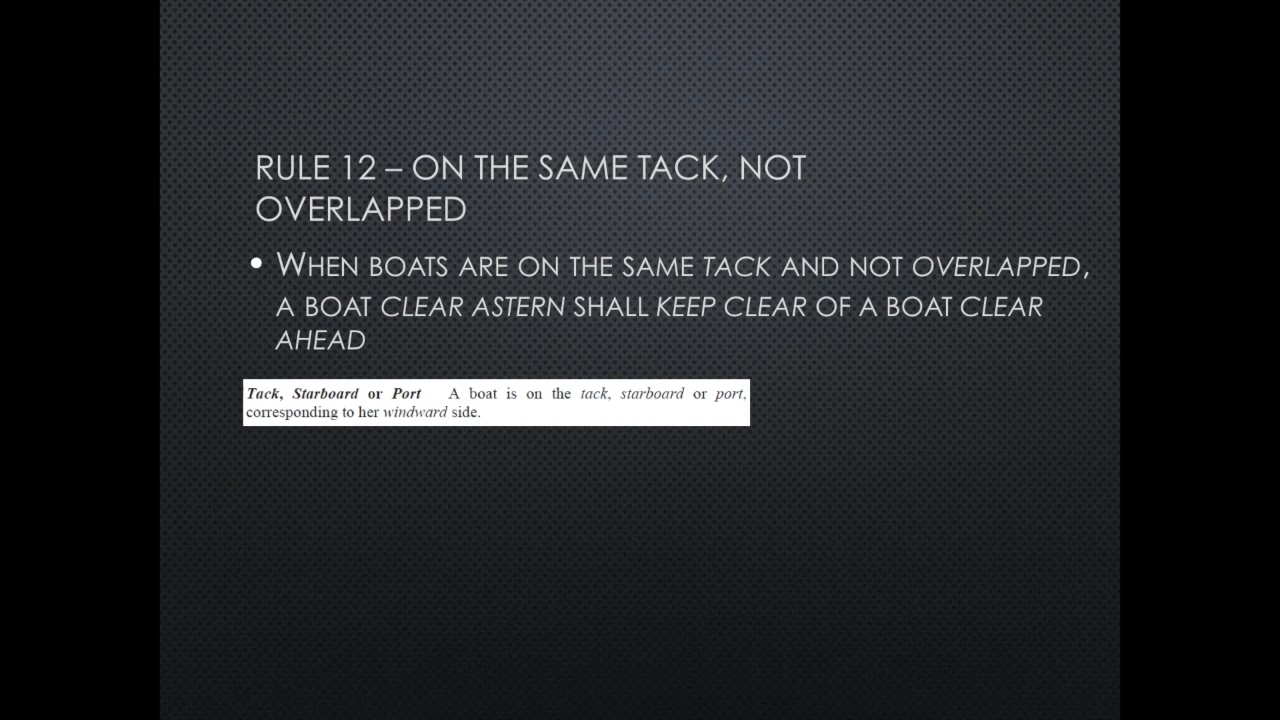 RULE 12 – ON THE SAME TACK, NOT
OVERLAPPED
• WHEN BOATS ARE ON THE SAME TACK AND NOT OVERLAPPED,
A BOAT CLEAR ASTERN SHALL KEEP CLEAR OF A BOAT CLEAR
AHEAD
Tack, Starboard or Port A boat is on the tack, starboard or port,
corresponding to her windward side.